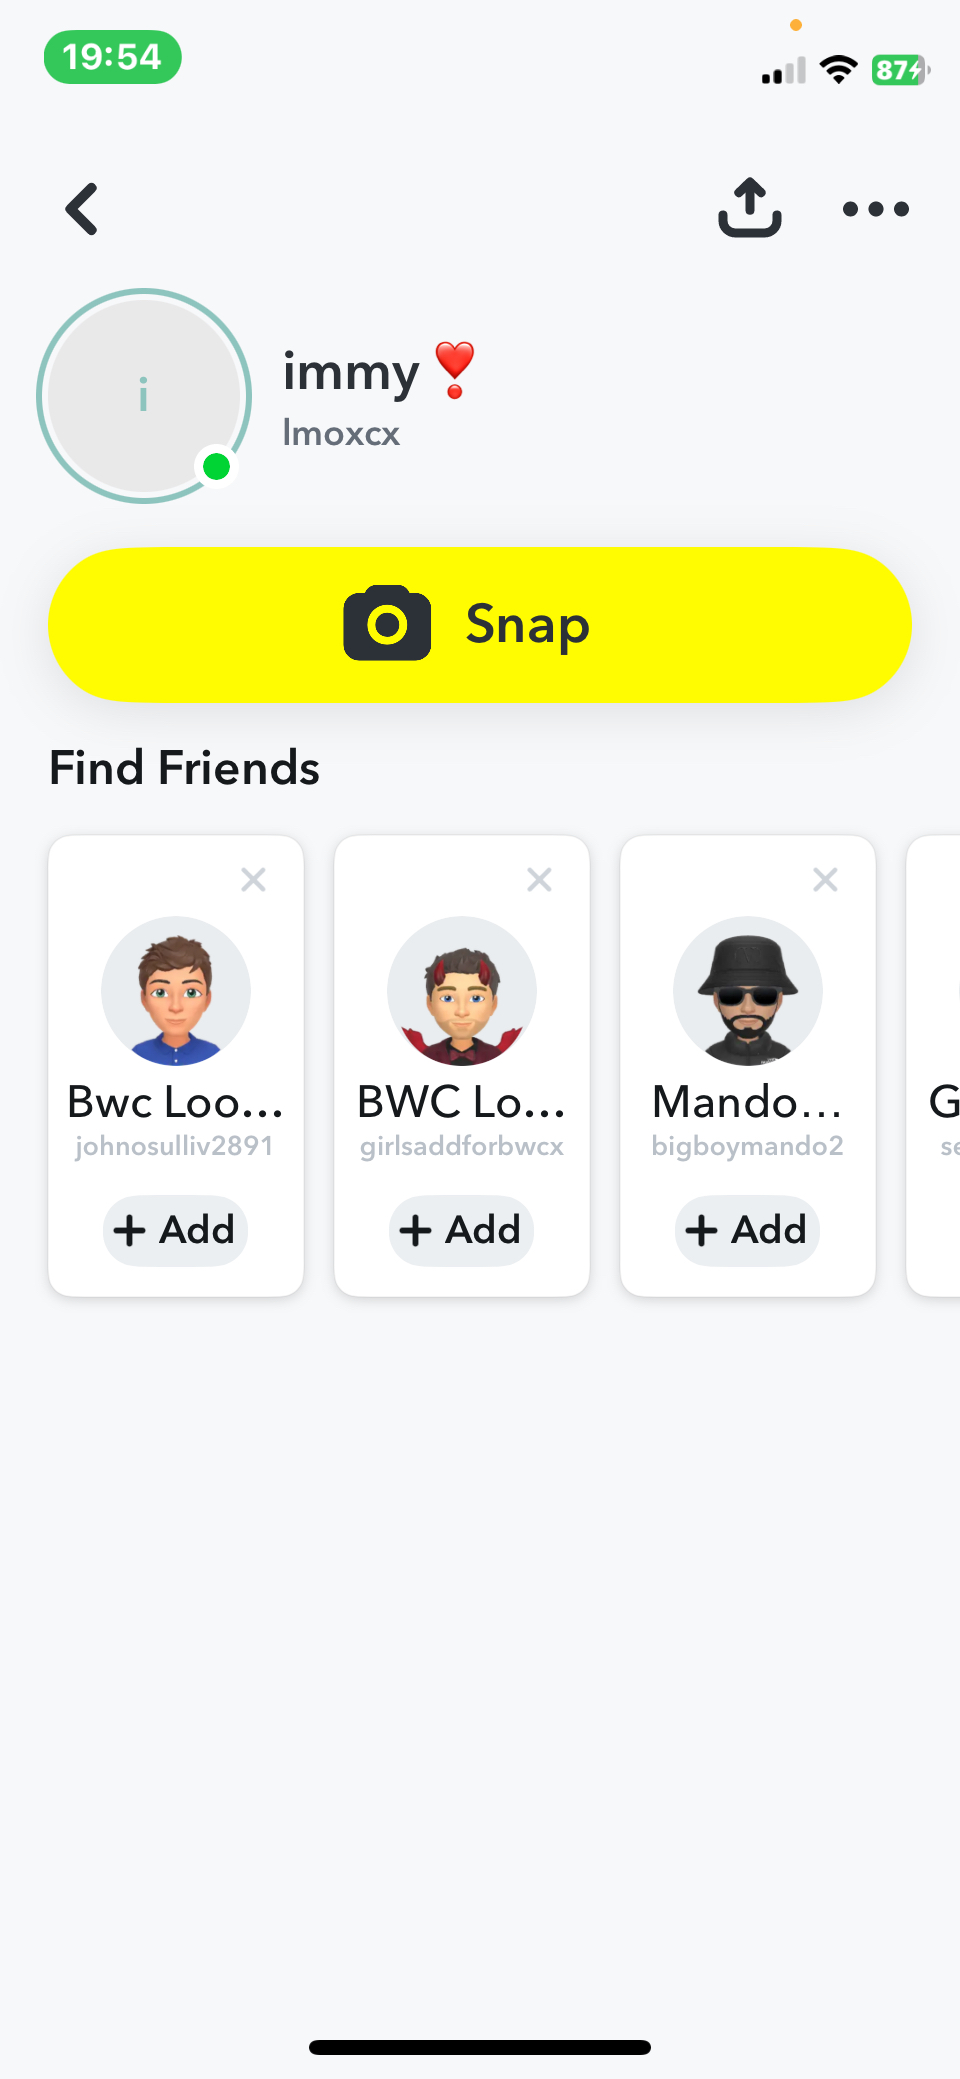 19:54
87
i
immy ❣️
lmoxcx
Snap
Find Friends
Bwc Loo...
johnosulliv2891
+ Add
BWC Lo...
girlsaddforbwcx
+ Add
Mando...
bigboymando2
+ Add
G
se